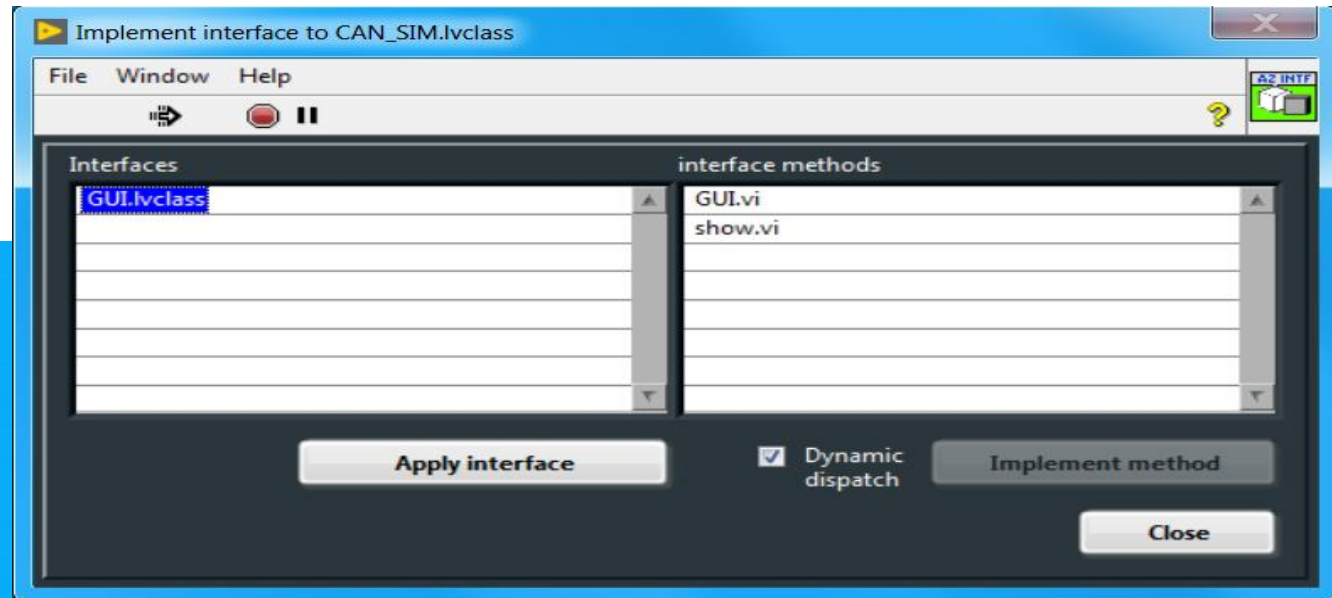 Implement interface to CAN_SIM.lvclass
File Window Help
A2 INTF
Interfaces
interface methods
GUI.lvclass
GUI.vi
show.vi
Apply interface
Dynamic
dispatch
Implement method
Close